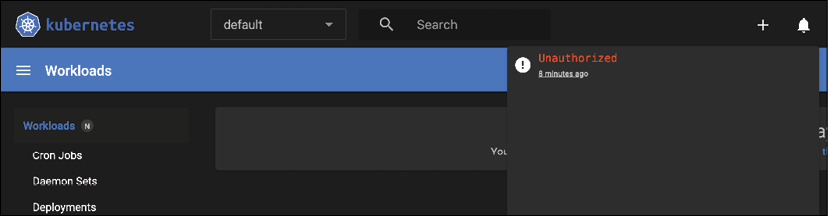 kubernetes
default
Search
Workloads
Unauthorized
8 minutes ago
Workloads N
You
Cron Jobs
Daemon Sets
Deployments